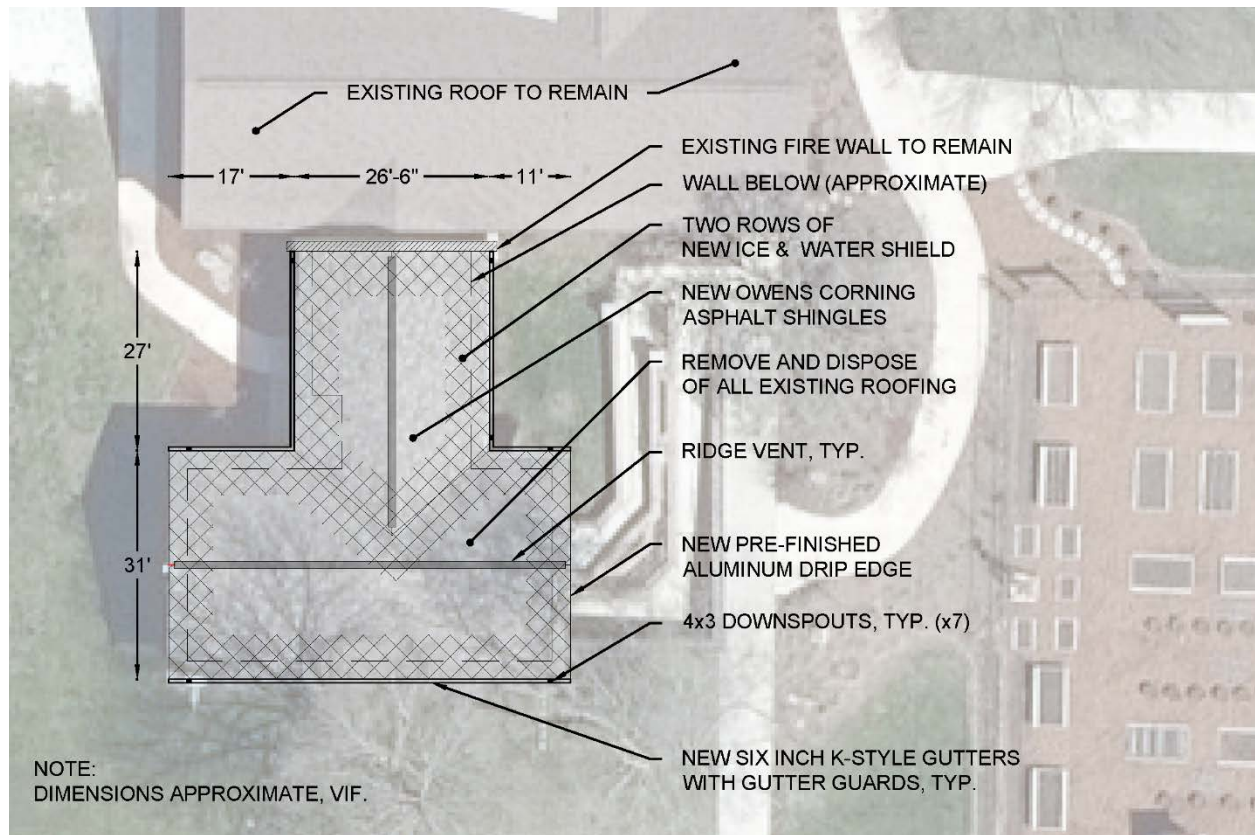 EXISTING ROOF TO REMAIN
EXISTING FIRE WALL TO REMAIN
17'
26'-6"
11'
WALL BELOW (APPROXIMATE)
TWO ROWS OF
NEW ICE & WATER SHIELD
NEW OWENS CORNING
ASPHALT SHINGLES
27'
REMOVE AND DISPOSE
OF ALL EXISTING ROOFING
RIDGE VENT, TYP.
31'
NEW PRE-FINISHED
ALUMINUM DRIP EDGE
4x3 DOWNSPOUTS, TYP. (x7)
NEW SIX INCH K-STYLE GUTTERS
WITH GUTTER GUARDS, TYP.
NOTE:
DIMENSIONS APPROXIMATE, VIF.